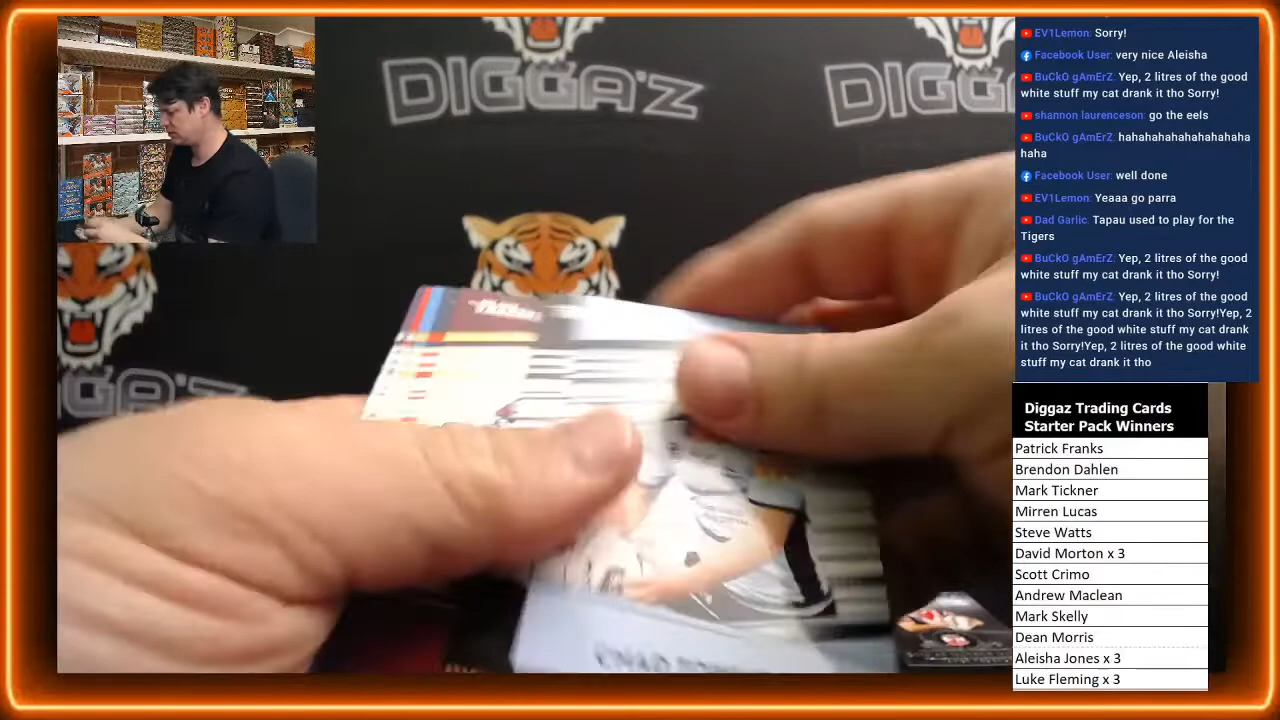 DIGGA'Z
EV1Lemon: Sorry!
Facebook User: very nice Aleisha
BuCkO gAmErZ: Yep, 2 litres of the good
white stuff my cat drank it tho Sorry!
shannon laurenceson: go the eels
BuCkO gAmErZ: hahahahahahahahaha
haha
Facebook User: well done
EV1Lemon: Yeaaa go parra
Dad Garlic: Tapau used to play for the
Tigers
BuCkO gAmErZ: Yep, 2 litres of the good
white stuff my cat drank it tho Sorry!
BuCkO gAmErZ: Yep, 2 litres of the good
white stuff my cat drank it tho Sorry!Yep, 2
litres of the good white stuff my cat drank
it tho Sorry!Yep, 2 litres of the good white
stuff my cat drank it tho
Diggaz Trading Cards
Starter Pack Winners
Patrick Franks
Brendon Dahlen
Mark Tickner
Mirren Lucas
Steve Watts
David Morton x 3
Scott Crimo
Andrew Maclean
Mark Skelly
Dean Morris
Aleisha Jones x 3
Luke Fleming x 3